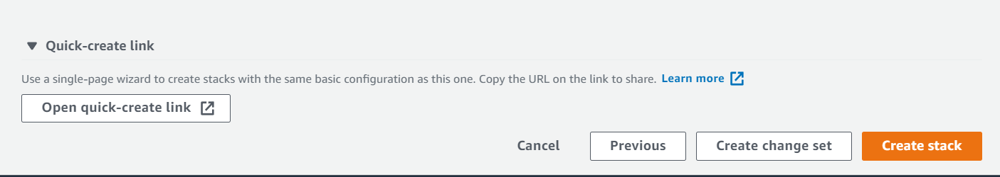 Quick-create link
Use a single-page wizard to create stacks with the same basic configuration as this one. Copy the URL on the link to share. Learn more
Open quick-create link
Cancel Previous Create change set Create stack